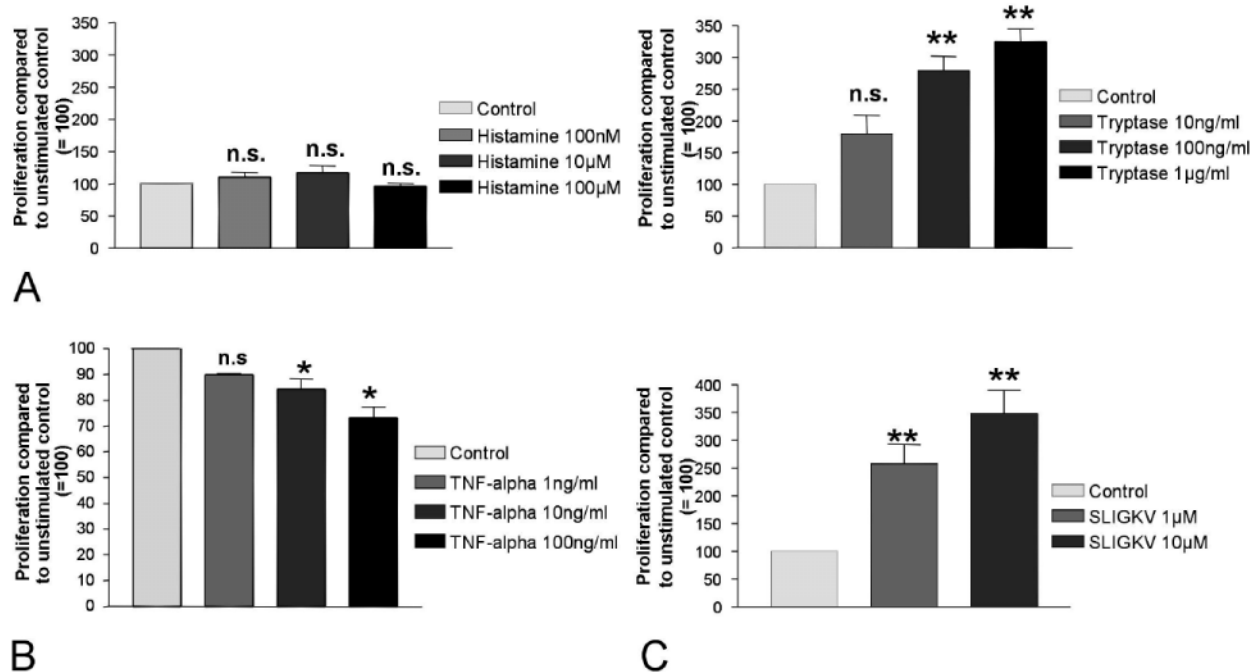 Proliferation compared
to unstimulated control
(= 100)
350
300
250
200
150
100
50
0
n.s.
n.s.
n.s.
Control
Histamine 100nM
Histamine 10µM
Histamine 100µM
A
Proliferation compared
to unstimulated control
(= 100)
350
300
250
200
150
100
50
0
n.s.
**
**
Control
Tryptase 10ng/ml
Tryptase 100ng/ml
Tryptase 1µg/ml
Proliferation compared
to unstimulated control
(=100)
100
90
80
70
60
50
40
30
20
10
0
n.s
*
*
Control
TNF-alpha 1ng/ml
TNF-alpha 10ng/ml
TNF-alpha 100ng/ml
B
Proliferation compared
to unstimulated control
(= 100)
400
350
300
250
200
150
100
50
0
**
**
Control
SLIGKV 1µM
SLIGKV 10µM
C